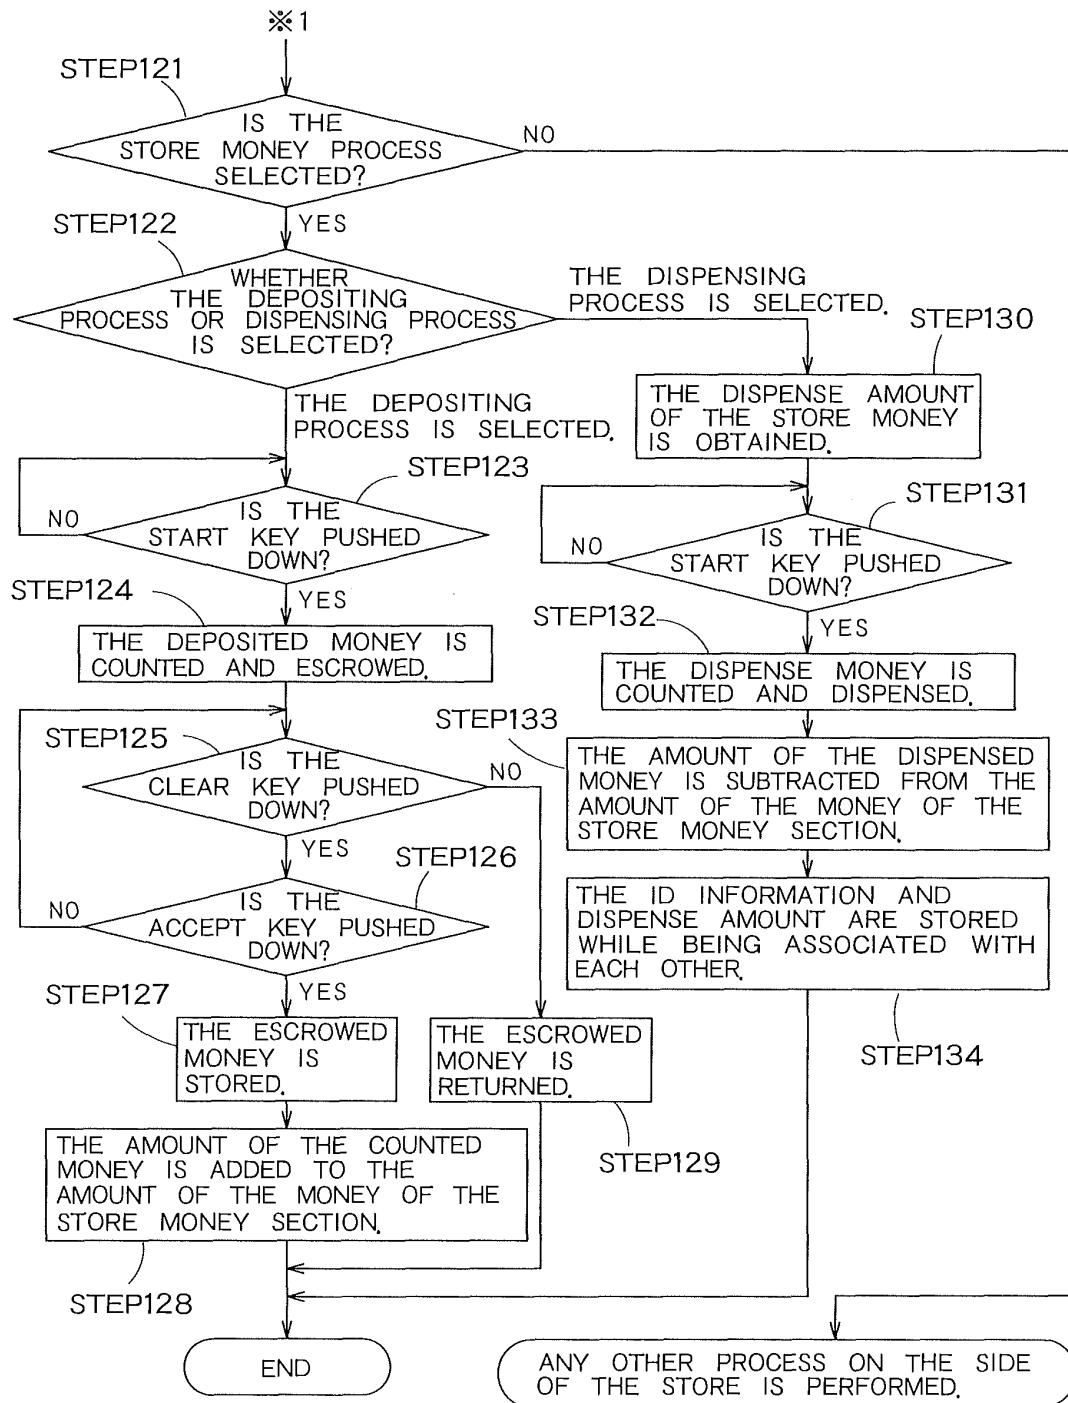 ※1
STEP121
IS THE
STORE MONEY PROCESS
SELECTED?
NO
YES
STEP122
WHETHER
THE DEPOSITING
PROCESS OR DISPENSING PROCESS
IS SELECTED?
THE DISPENSING
PROCESS IS SELECTED.
STEP130
THE DISPENSE AMOUNT
OF THE STORE MONEY
IS OBTAINED.
THE DEPOSITING
PROCESS IS SELECTED.
STEP123
IS THE
START KEY PUSHED
DOWN?
NO
YES
STEP131
IS THE
START KEY PUSHED
DOWN?
NO
YES
STEP124
THE DEPOSITED MONEY IS
COUNTED AND ESCROWED.
STEP132
THE DISPENSE MONEY IS
COUNTED AND DISPENSED.
STEP125
IS THE
CLEAR KEY PUSHED
DOWN?
NO
YES
STEP133
THE AMOUNT OF THE DISPENSED
MONEY IS SUBTRACTED FROM THE
AMOUNT OF THE MONEY OF THE
STORE MONEY SECTION.
STEP126
IS THE
ACCEPT KEY PUSHED
DOWN?
NO
YES
THE ID INFORMATION AND
DISPENSE AMOUNT ARE STORED
WHILE BEING ASSOCIATED WITH
EACH OTHER.
STEP134
STEP127
THE ESCROWED
MONEY IS
STORED.
THE ESCROWED
MONEY IS
RETURNED.
STEP129
THE AMOUNT OF THE COUNTED
MONEY IS ADDED TO THE
AMOUNT OF THE MONEY OF THE
STORE MONEY SECTION.
STEP128
END
ANY OTHER PROCESS ON THE SIDE
OF THE STORE IS PERFORMED.